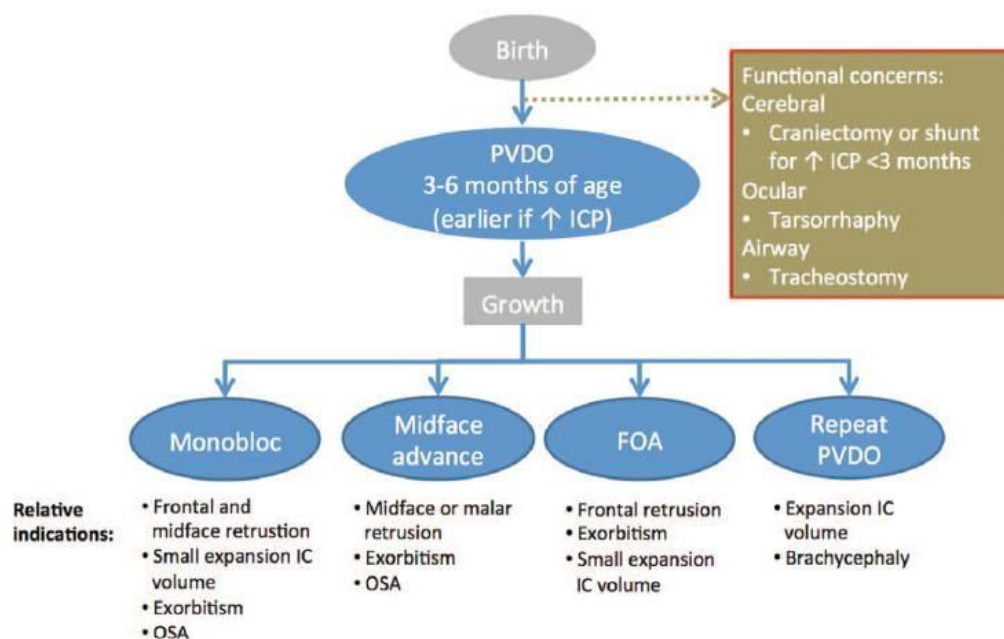 Birth
Functional concerns:
Cerebral
• Craniectomy or shunt
for ↑ ICP <3 months
Ocular
• Tarsorrhaphy
Airway
• Tracheostomy
PVDO
3-6 months of age
(earlier if ↑ ICP)
Growth
Monobloc
Midface
advance
FOA
Repeat
PVDO
Relative
indications:
• Frontal and
midface retrustion
• Small expansion IC
volume
• Exorbitism
• OSA
• Midface or malar
retrusion
• Exorbitism
• OSA
• Frontal retrusion
• Exorbitism
• Small expansion
IC volume
• Expansion IC
volume
• Brachycephaly